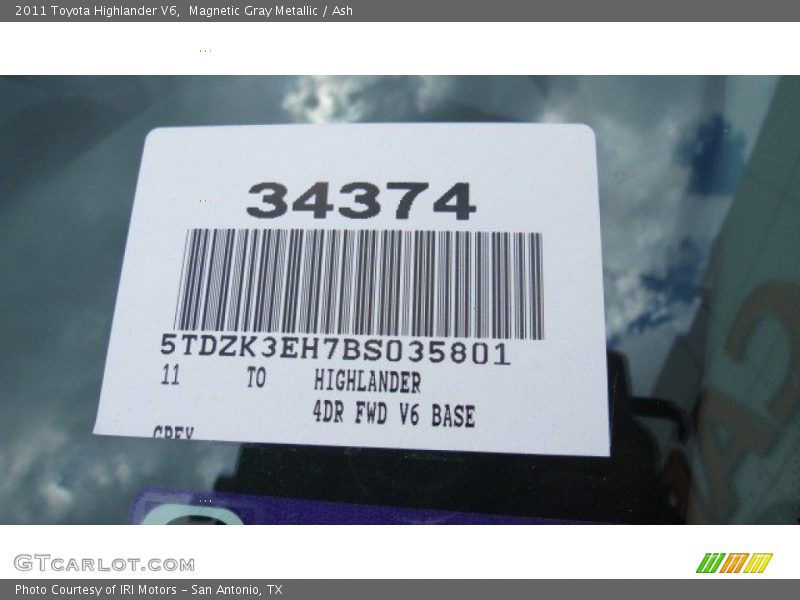 2011 Toyota Highlander V6,  Magnetic Gray Metallic / Ash
34374
5TDZK3EH7BS035801
11 TO HIGHLANDER
4DR FWD V6 BASE
GREY
GTCARLOT.COM
Photo Courtesy of IRI Motors - San Antonio, TX